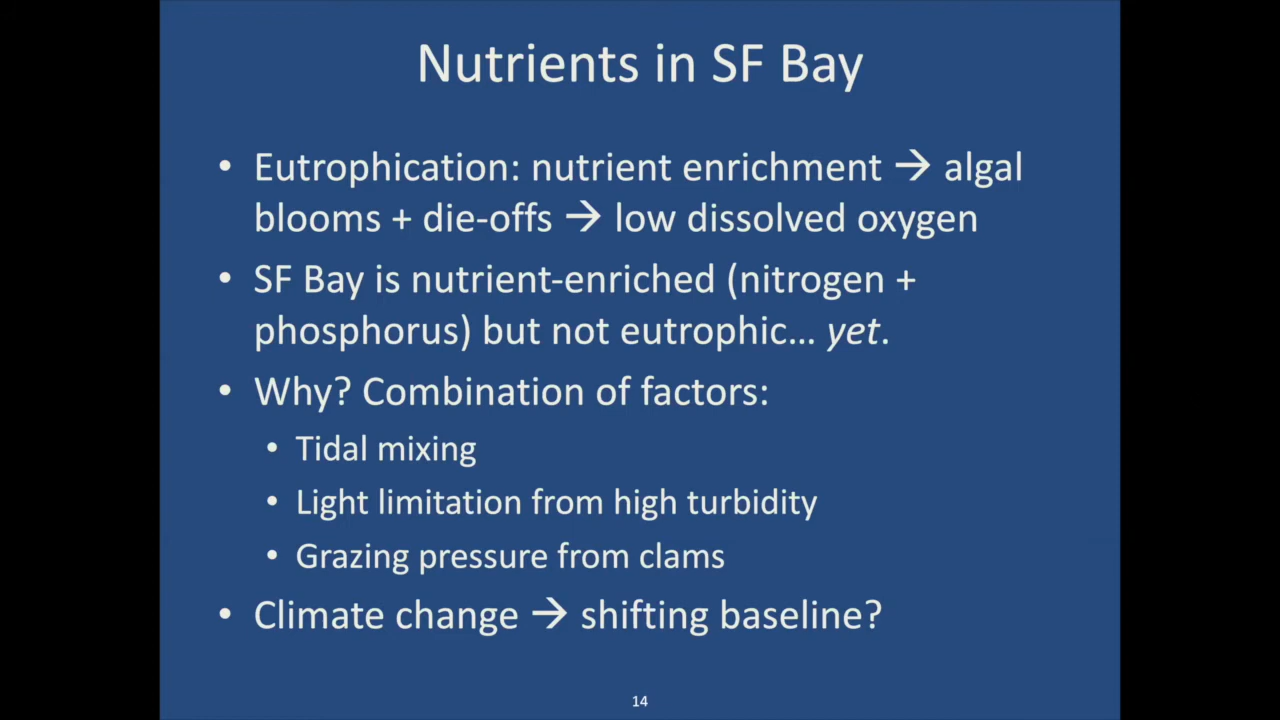 Nutrients in SF Bay
• Eutrophication: nutrient enrichment → algal
blooms + die-offs → low dissolved oxygen
• SF Bay is nutrient-enriched (nitrogen +
phosphorus) but not eutrophic... yet.
• Why? Combination of factors:
• Tidal mixing
• Light limitation from high turbidity
• Grazing pressure from clams
• Climate change → shifting baseline?
14